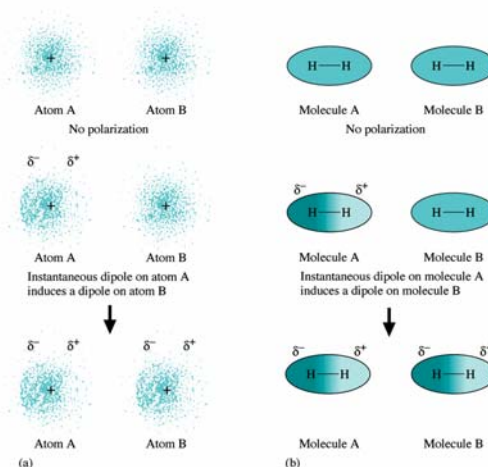 +
+
Atom A
Atom B
No polarization
δ⁻ δ⁺
+
+
Atom A
Atom B
Instantaneous dipole on atom A
induces a dipole on atom B
δ⁻ δ⁺
δ⁻ δ⁺
+
+
Atom A
Atom B
(a)
H—H
H—H
Molecule A
Molecule B
No polarization
δ⁻ δ⁺
H—H
H—H
Molecule A
Molecule B
Instantaneous dipole on molecule A
induces a dipole on molecule B
δ⁻ δ⁺
δ⁻
H—H
H—H
Molecule A
Molecule B
(b)